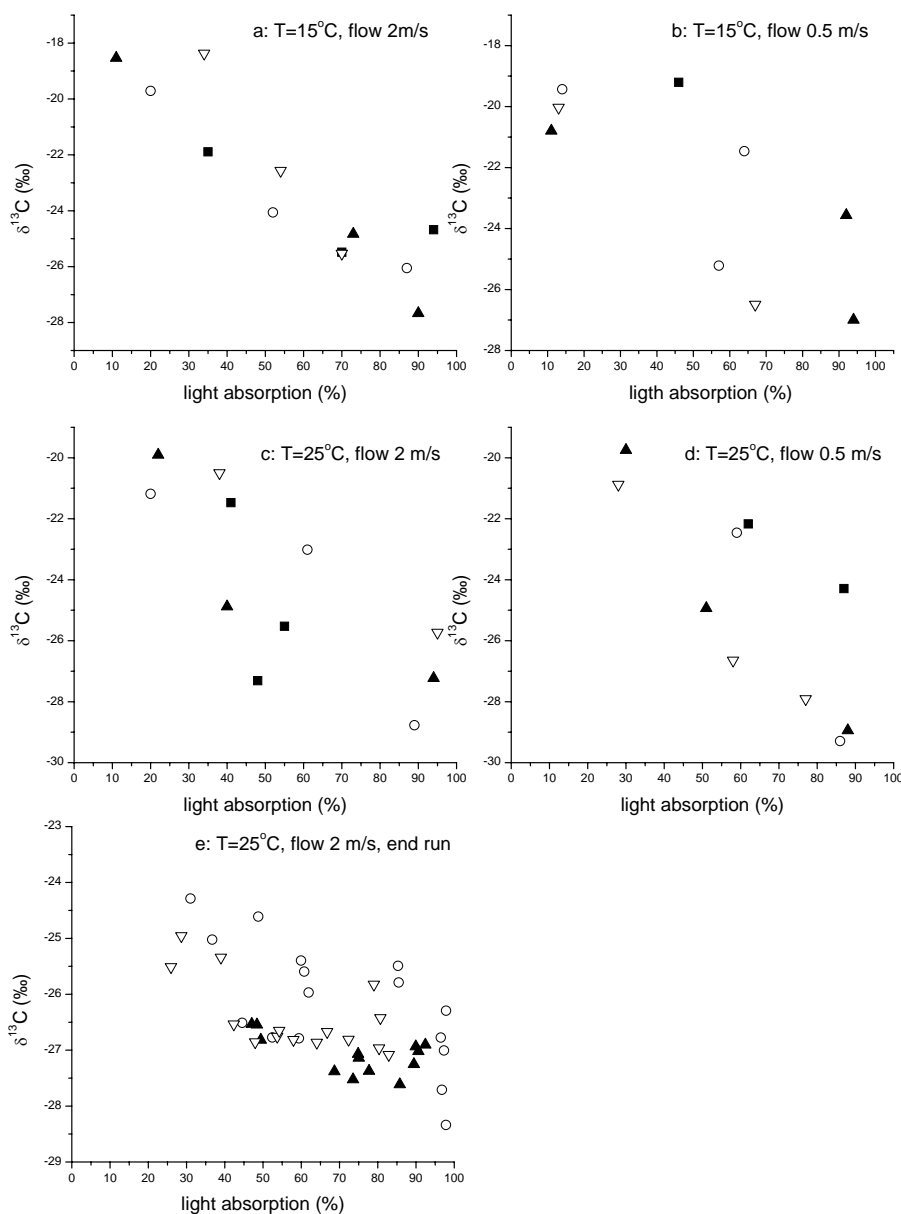 a: T=15°C, flow 2m/s
-18
-20
-22
-24
-26
-28
δ13C (‰)
0 10 20 30 40 50 60 70 80 90 100
light absorption (%)
b: T=15°C, flow 0.5 m/s
-18
-20
-22
-24
-26
-28
δ13C (‰)
0 10 20 30 40 50 60 70 80 90 100
ligth absorption (%)
c: T=25°C, flow 2 m/s
-20
-22
-24
-26
-28
-30
δ13C (‰)
0 10 20 30 40 50 60 70 80 90 100
light absorption (%)
d: T=25°C, flow 0.5 m/s
-20
-22
-24
-26
-28
-30
δ13C (‰)
0 10 20 30 40 50 60 70 80 90 100
light absorption (%)
e: T=25°C, flow 2 m/s, end run
-23
-24
-25
-26
-27
-28
-29
δ13C (‰)
0 10 20 30 40 50 60 70 80 90 100
light absorption (%)